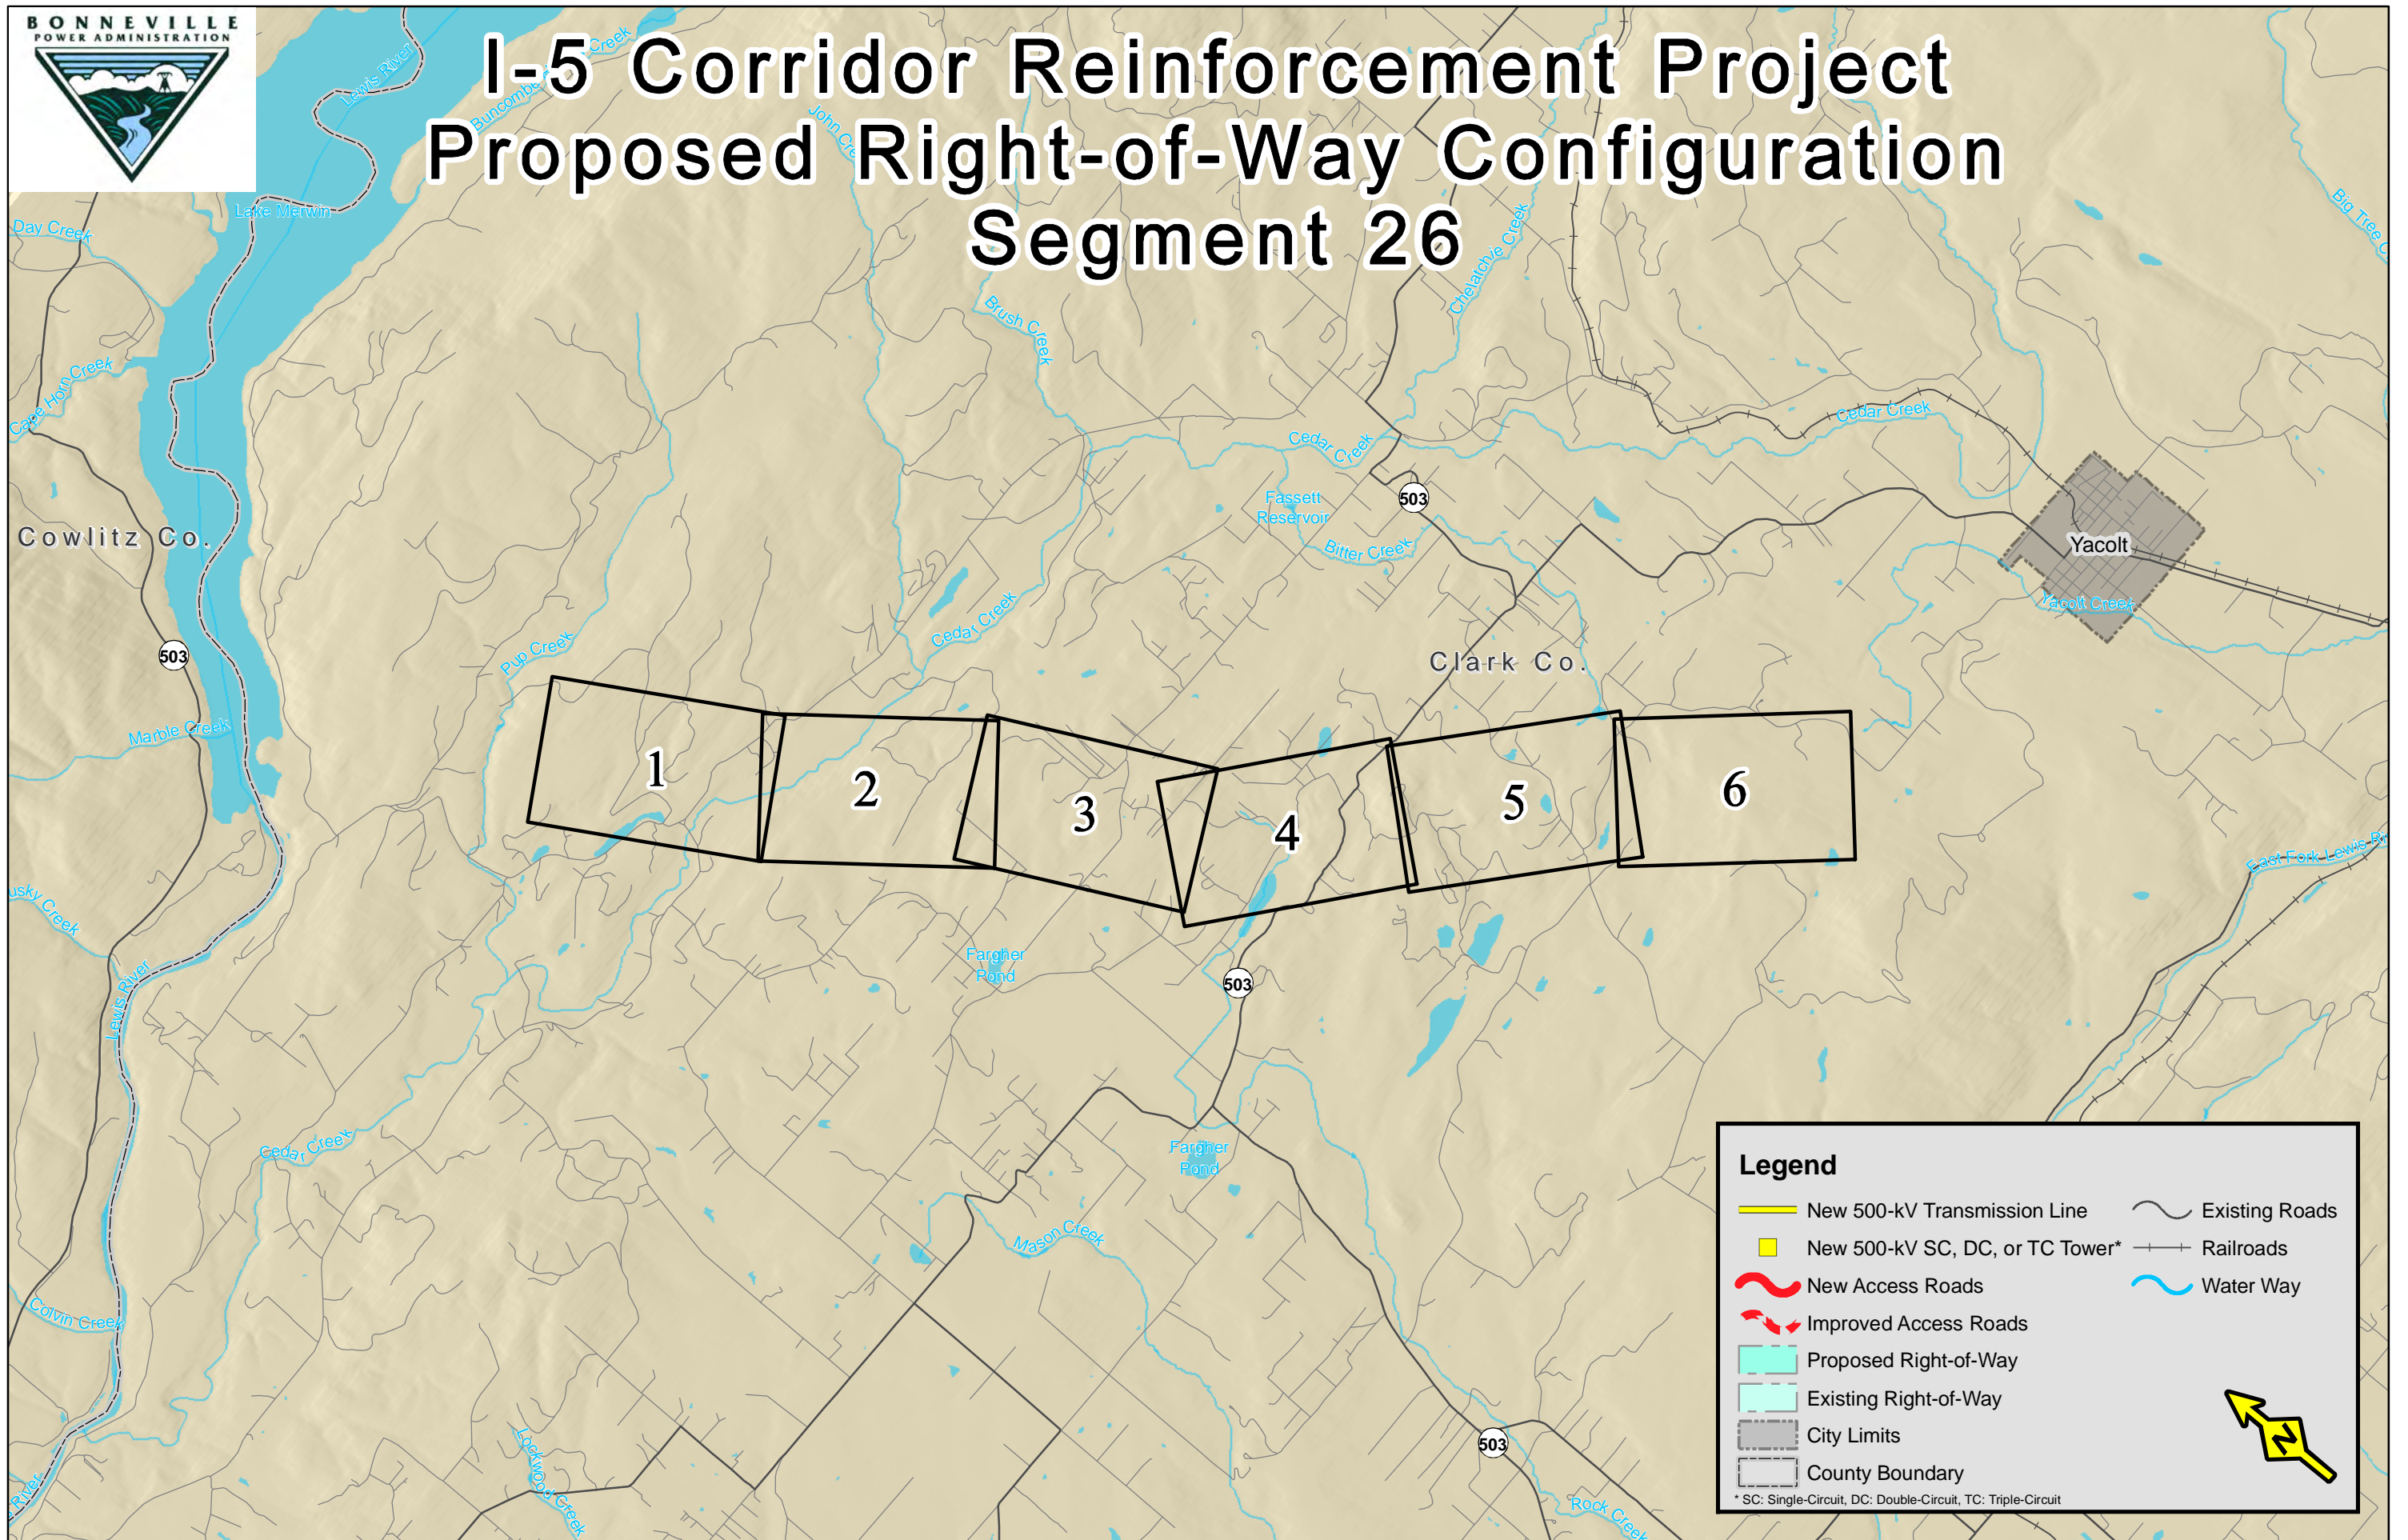 BONNEVILLE
POWER ADMINISTRATION
I-5 Corridor Reinforcement Project
Proposed Right-of-Way Configuration
Segment 26
Lewis River
Buncombe
Creek
John
Lake Merwin
Day Creek
Big Tree
Chelatchie Creek
Brush Creek
Cape Horn Creek
Cedar Creek
Cedar Creek
503
Fassett
Reservoir
Bitter Creek
Cowlitz Co.
Yacolt
Yacolt Creek
Cedar Creek
Pup Creek
503
Clark Co.
Marble Creek
1
2
3
4
5
6
East Fork Lewis
usky Creek
Fargher
Pond
503
Lewis River
Fargher
Pond
Cedar Creek
Mason Creek
Colvin Creek
Lockwood Creek
River
503
Rock Creek
Legend
New 500-kV Transmission Line
Existing Roads
New 500-kV SC, DC, or TC Tower*
Railroads
New Access Roads
Water Way
Improved Access Roads
Proposed Right-of-Way
Existing Right-of-Way
City Limits
County Boundary
N
* SC: Single-Circuit, DC: Double-Circuit, TC: Triple-Circuit